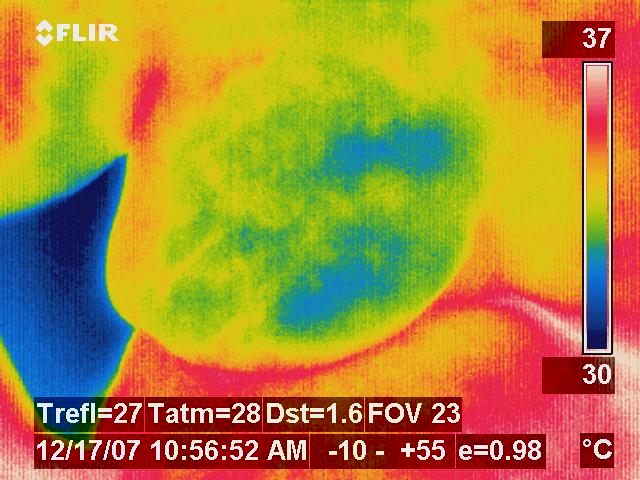 FLIR
37
30
Trefl=27 Tatm=28 Dst=1.6 FOV 23
12/17/07 10:56:52 AM -10 - +55 e=0.98 °C